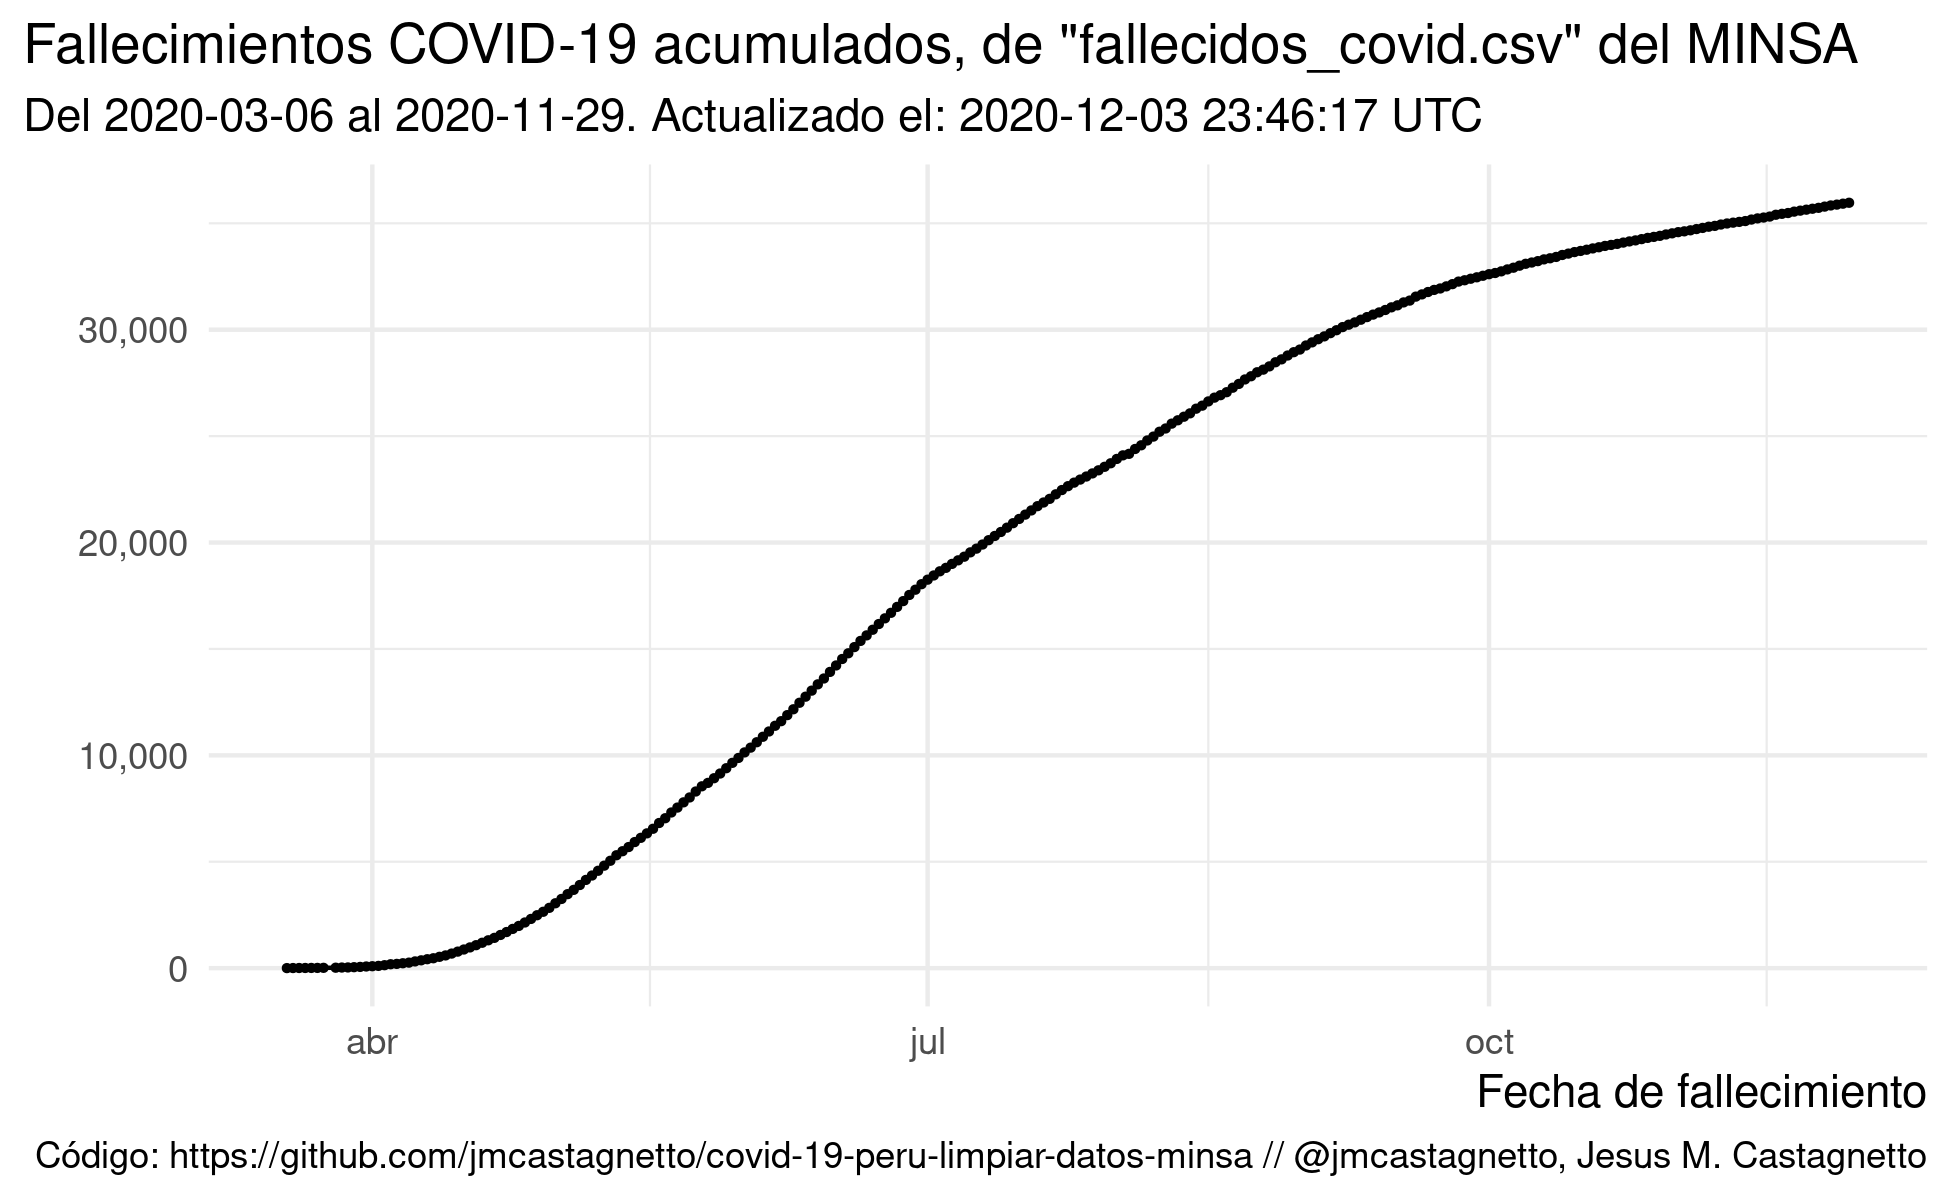 Fallecimientos COVID-19 acumulados, de "fallecidos_covid.csv" del MINSA
Del 2020-03-06 al 2020-11-29. Actualizado el: 2020-12-03 23:46:17 UTC
30,000
20,000
10,000
0
abr jul oct
Fecha de fallecimiento
Código: https://github.com/jmcastagnetto/covid-19-peru-limpiar-datos-minsa // @jmcastagnetto, Jesus M. Castagnetto